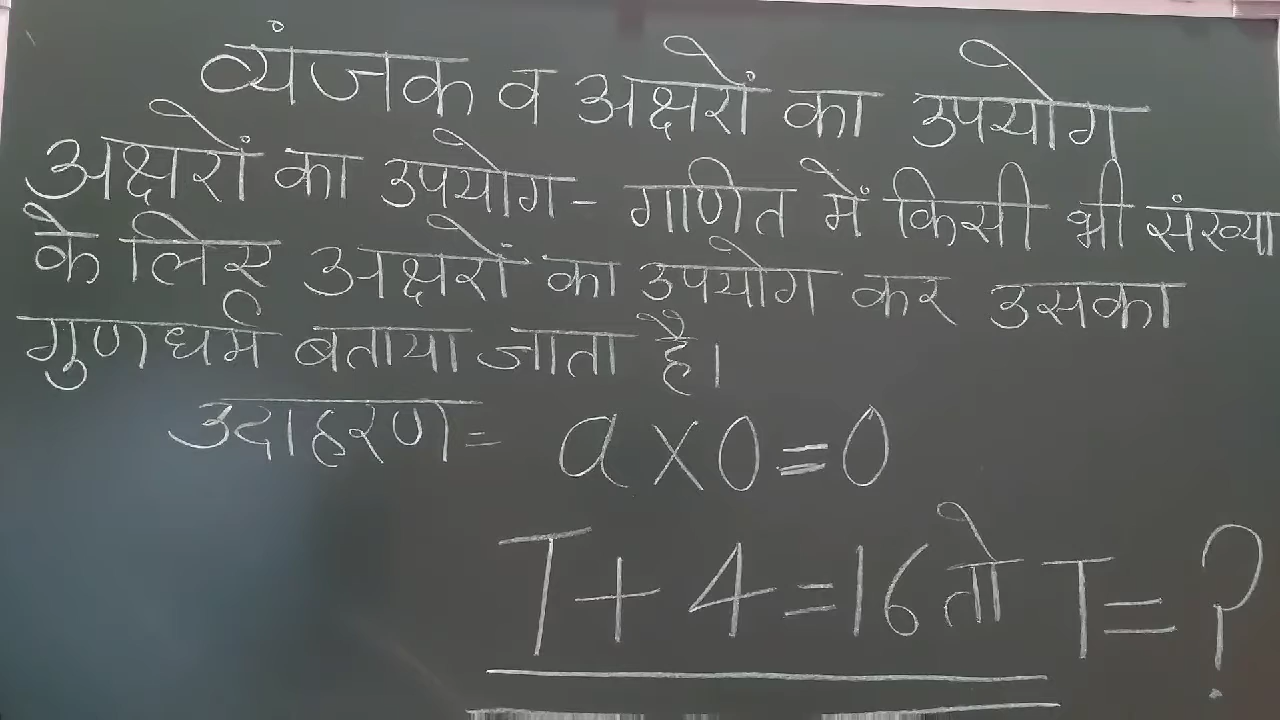 व्यंजक व अक्षरों का उपयोग
अक्षरों का उपयोग - गणित में किसी भी संख्या
के लिए अक्षरों का उपयोग कर उसका
गुणधर्म बताया जाता है।
उदाहरण = a x 0 = 0
T + 4 = 16 तो T = ?